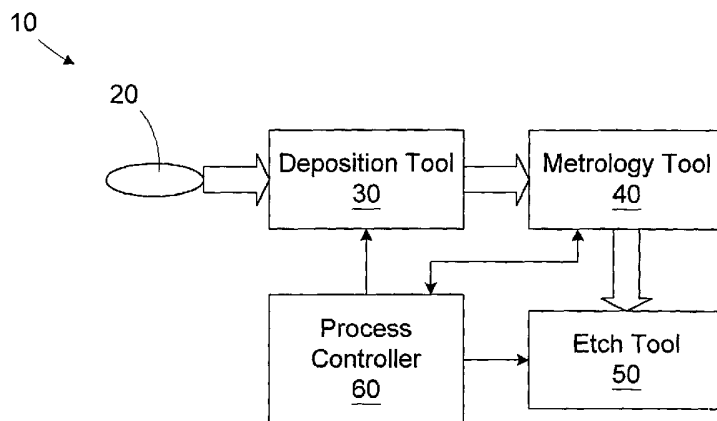 10
20
Deposition Tool
30
Metrology Tool
40
Process
Controller
60
Etch Tool
50